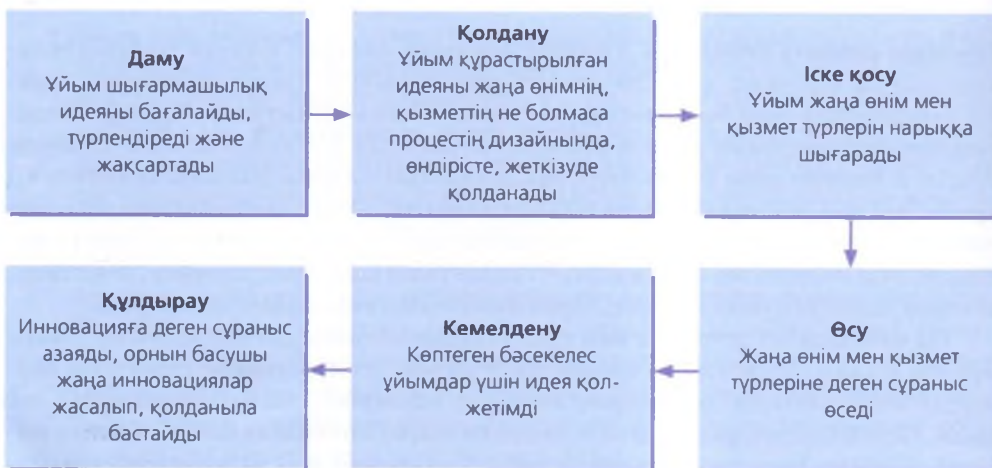 Даму
Ұйым шығармашылық
идеяны бағалайды,
түрлендіреді және
жақсартады
Қолдану
Ұйым құрастырылған
идеяны жаңа өнімнің,
қызметтің не болмаса
процестің дизайнында,
өндірісте, жеткізуде
қолданады
Іске қосу
Ұйым жаңа өнім мен
қызмет түрлерін нарыққа
шығарады
Өсу
Жаңа өнім мен қызмет
түрлеріне деген сұраныс
өседі
Кемелдену
Көптеген бәсекелес
ұйымдар үшін идея қол-
жетімді
Құлдырау
Инновацияға деген сұраныс
азаяды, орнын басушы
жаңа инновациялар
жасалып, қолданыла
бастайды